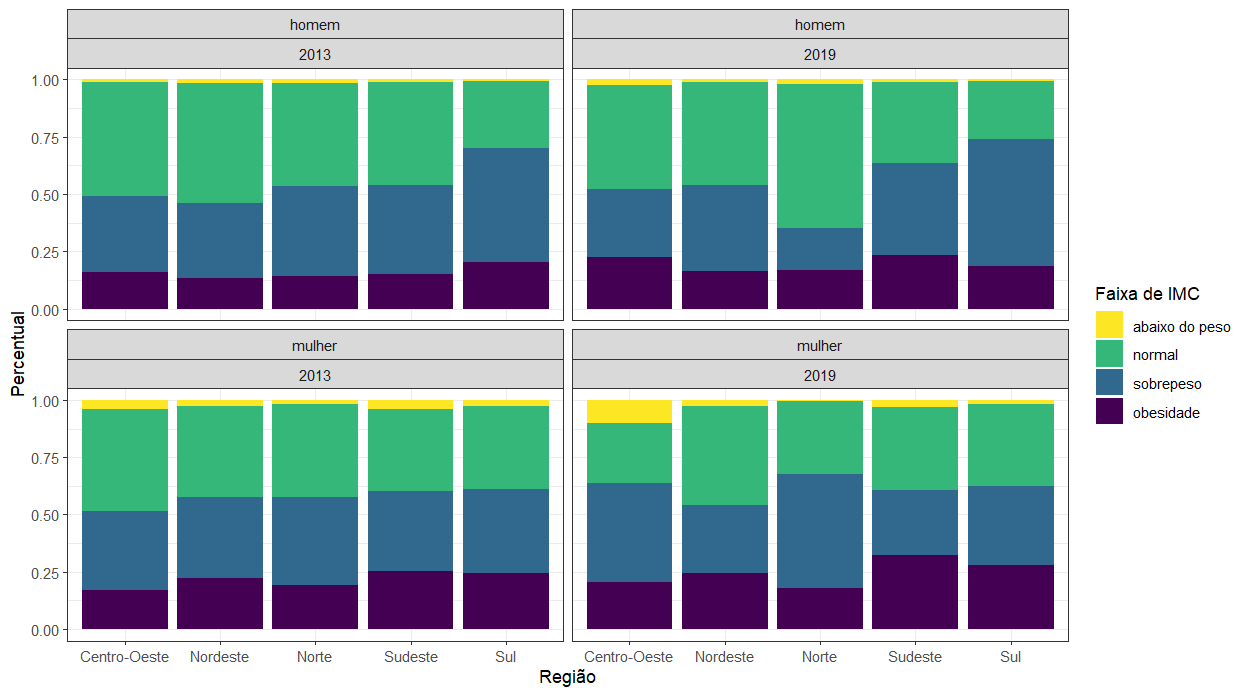 homem
homem
2013
2019
1.00
0.75
0.50
0.25
0.00
mulher
mulher
2013
2019
1.00
0.75
0.50
0.25
0.00
Centro-Oeste Nordeste Norte Sudeste Sul
Centro-Oeste Nordeste Norte Sudeste Sul
Região
Percentual
Faixa de IMC
abaixo do peso
normal
sobrepeso
obesidade